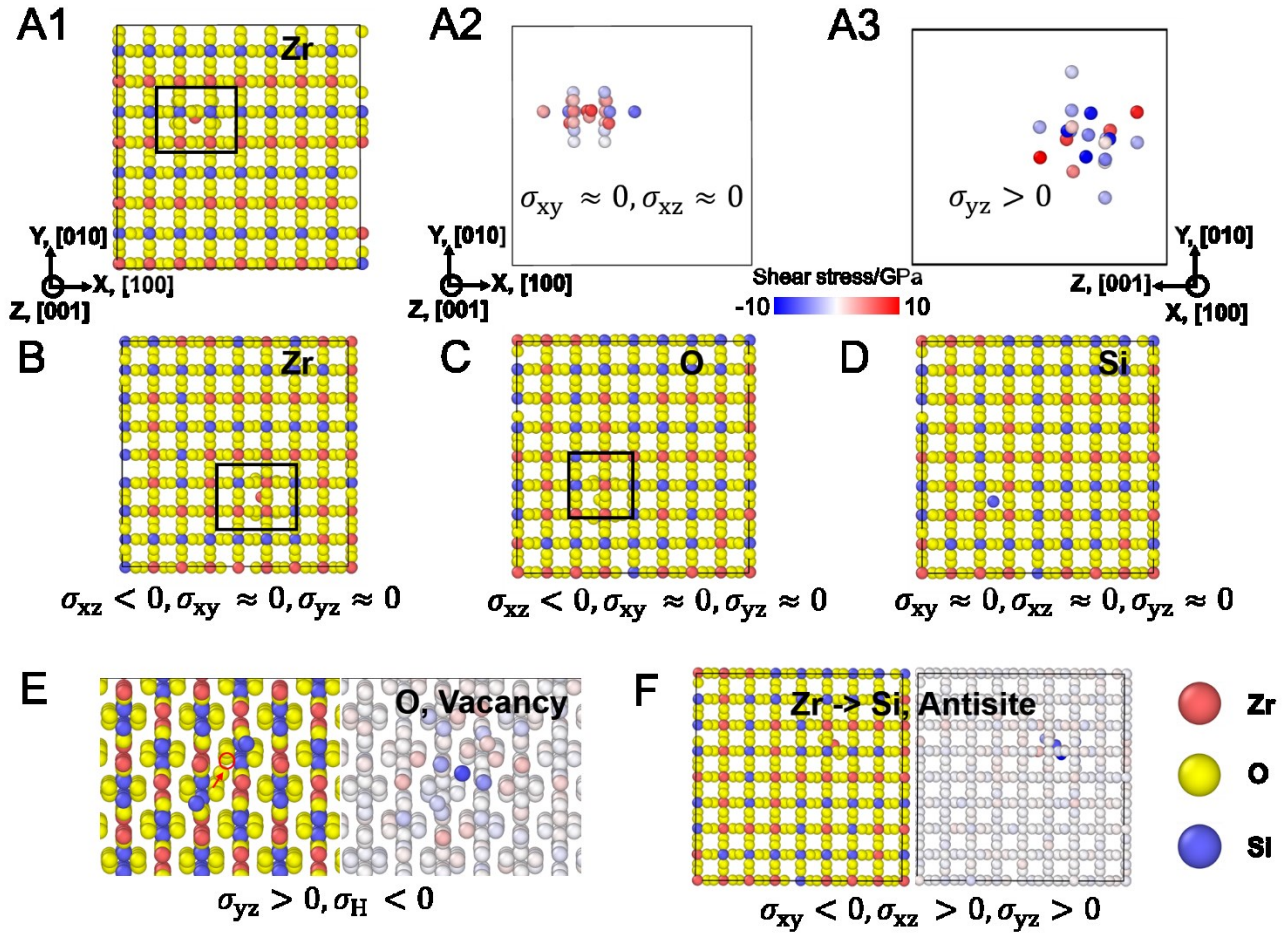 A1
Zr
Y, [010]
X, [100]
Z, [001]
A2
σxy ≈ 0, σxz ≈ 0
Y, [010]
X, [100]
Z, [001]
A3
σyz > 0
Y, [010]
Z, [001]
X, [100]
Shear stress/GPa
-10
10
B
Zr
σxz < 0, σxy ≈ 0, σyz ≈ 0
C
O
σxz < 0, σxy ≈ 0, σyz ≈ 0
D
Si
σxy ≈ 0, σxz ≈ 0, σyz ≈ 0
E
O, Vacancy
σyz > 0, σH < 0
F
Zr -> Si, Antisite
σxy < 0, σxz > 0, σyz > 0
Zr
O
Si